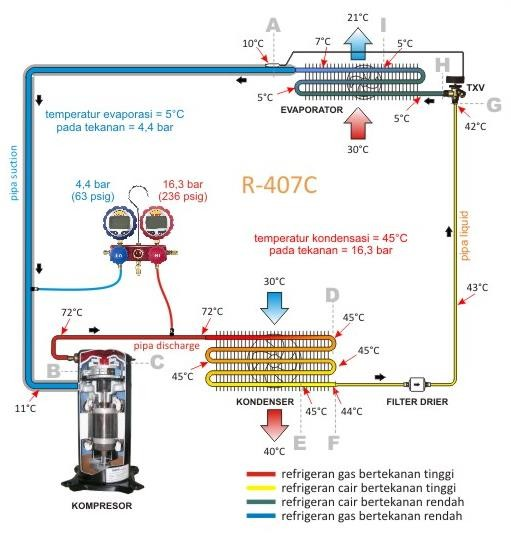 A
21°C
I
10°C
7°C
5°C
H
TXV
G
5°C
EVAPORATOR
5°C
42°C
30°C
temperatur evaporasi = 5°C
pada tekanan = 4,4 bar
pipa suction
4,4 bar
(63 psig)
16,3 bar
(236 psig)
R-407C
temperatur kondensasi = 45°C
pada tekanan = 16,3 bar
pipa liquid
30°C
D
43°C
72°C
72°C
45°C
pipa discharge
B
C
45°C
45°C
11°C
KONDENSER
45°C
44°C
FILTER DRIER
E
F
40°C
KOMPRESOR
refrigeran gas bertekanan tinggi
refrigeran cair bertekanan tinggi
refrigeran cair bertekanan rendah
refrigeran gas bertekanan rendah